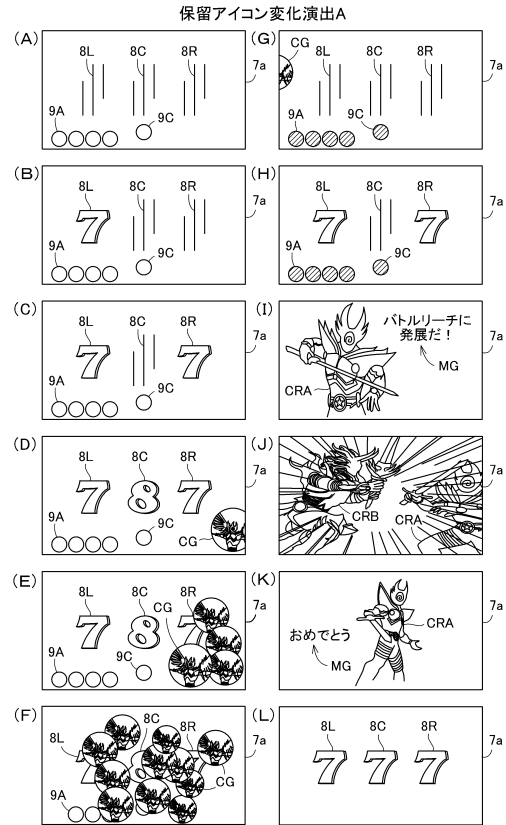 保留アイコン変化演出A
(A)
8L 8C 8R
7a
9A 9C
(B)
8L 8C 8R
7a
7
9A 9C
(C)
8L 8C 8R
7a
7 7
9A 9C
(D)
8L 8C 8R
7a
7 8 7
9A 9C
CG
(E)
8L 8C 8R
7a
7 8 7
CG
9A 9C
(F)
8L 8C 8R
7a
7
CG
9A
(G)
CG
8L 8C 8R
7a
9A 9C
(H)
8L 8C 8R
7a
7 7
9A 9C
(I)
バトルリーチに
発展だ！
7a
MG
CRA
(J)
7a
CRB
CRA
(K)
7a
CRA
おめでとう
MG
(L)
8L 8C 8R
7a
7 7 7